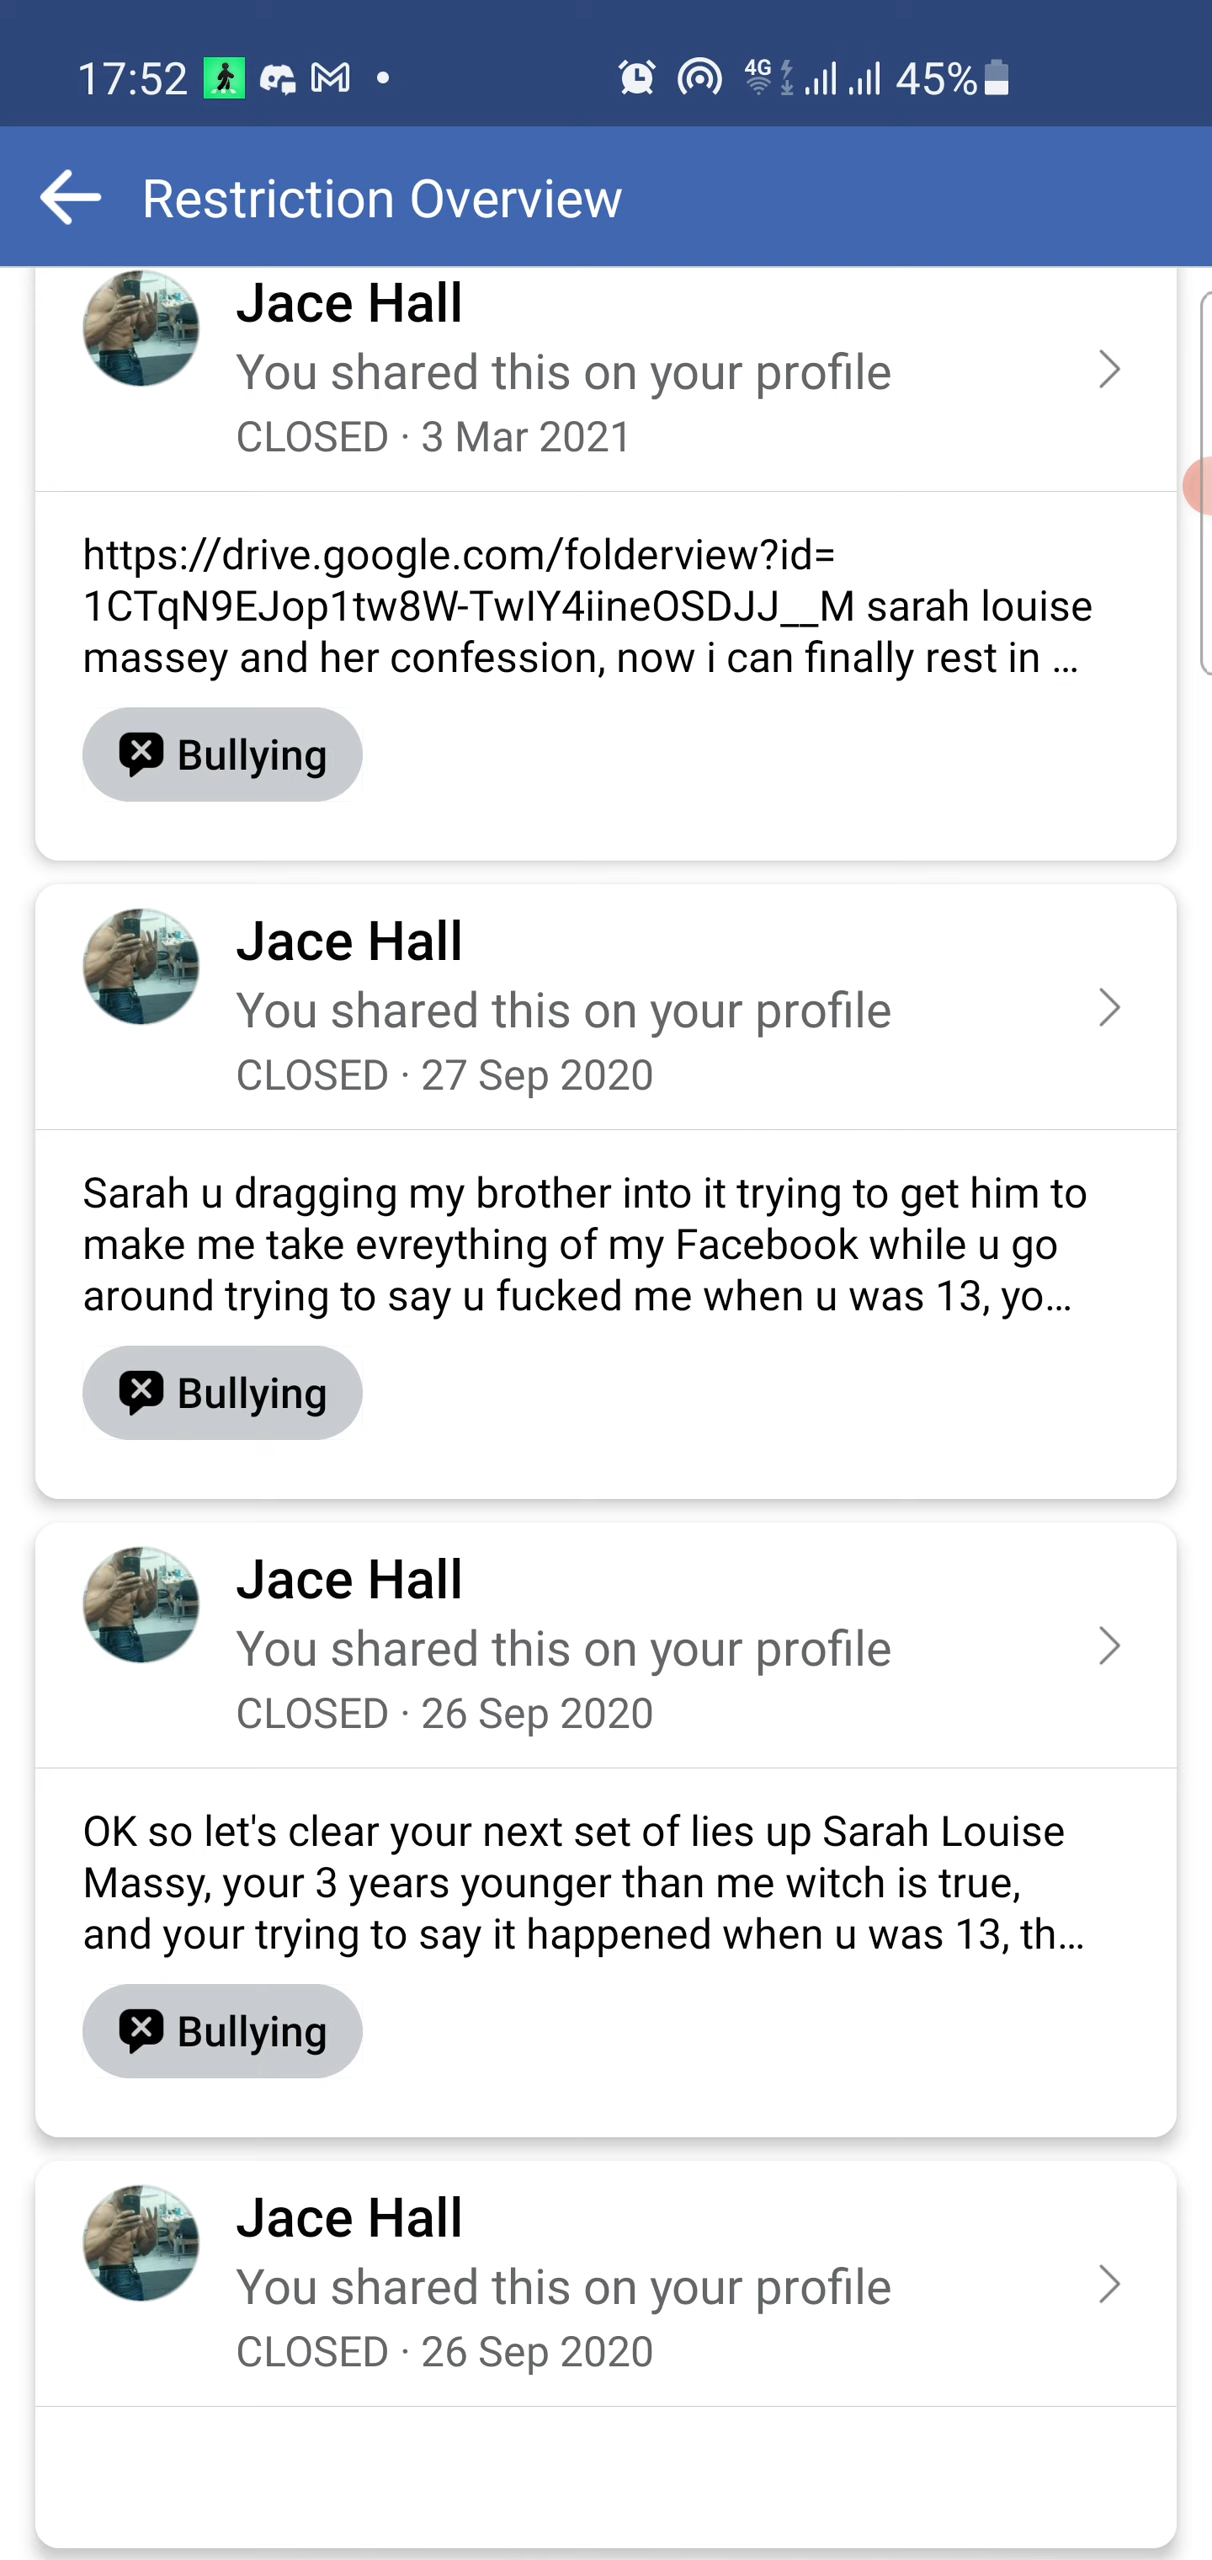 17:52 4G 45%
Restriction Overview
Jace Hall
You shared this on your profile
CLOSED · 3 Mar 2021
https://drive.google.com/folderview?id=
1CTqN9EJop1tw8W-TwIY4iineOSDJJ__M sarah louise
massey and her confession, now i can finally rest in ...
Bullying
Jace Hall
You shared this on your profile
CLOSED · 27 Sep 2020
Sarah u dragging my brother into it trying to get him to
make me take evreything of my Facebook while u go
around trying to say u fucked me when u was 13, yo...
Bullying
Jace Hall
You shared this on your profile
CLOSED · 26 Sep 2020
OK so let's clear your next set of lies up Sarah Louise
Massy, your 3 years younger than me witch is true,
and your trying to say it happened when u was 13, th...
Bullying
Jace Hall
You shared this on your profile
CLOSED · 26 Sep 2020